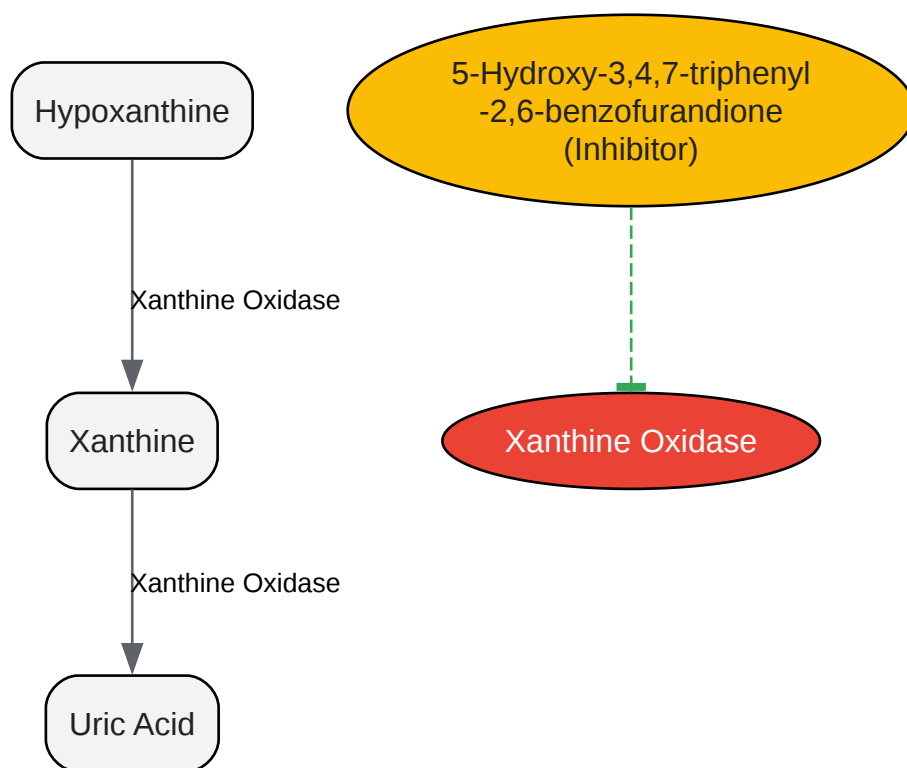 Hypoxanthine
5-Hydroxy-3,4,7-triphenyl
-2,6-benzofurandione
(Inhibitor)
Xanthine Oxidase
Xanthine
Xanthine Oxidase
Xanthine Oxidase
Uric Acid